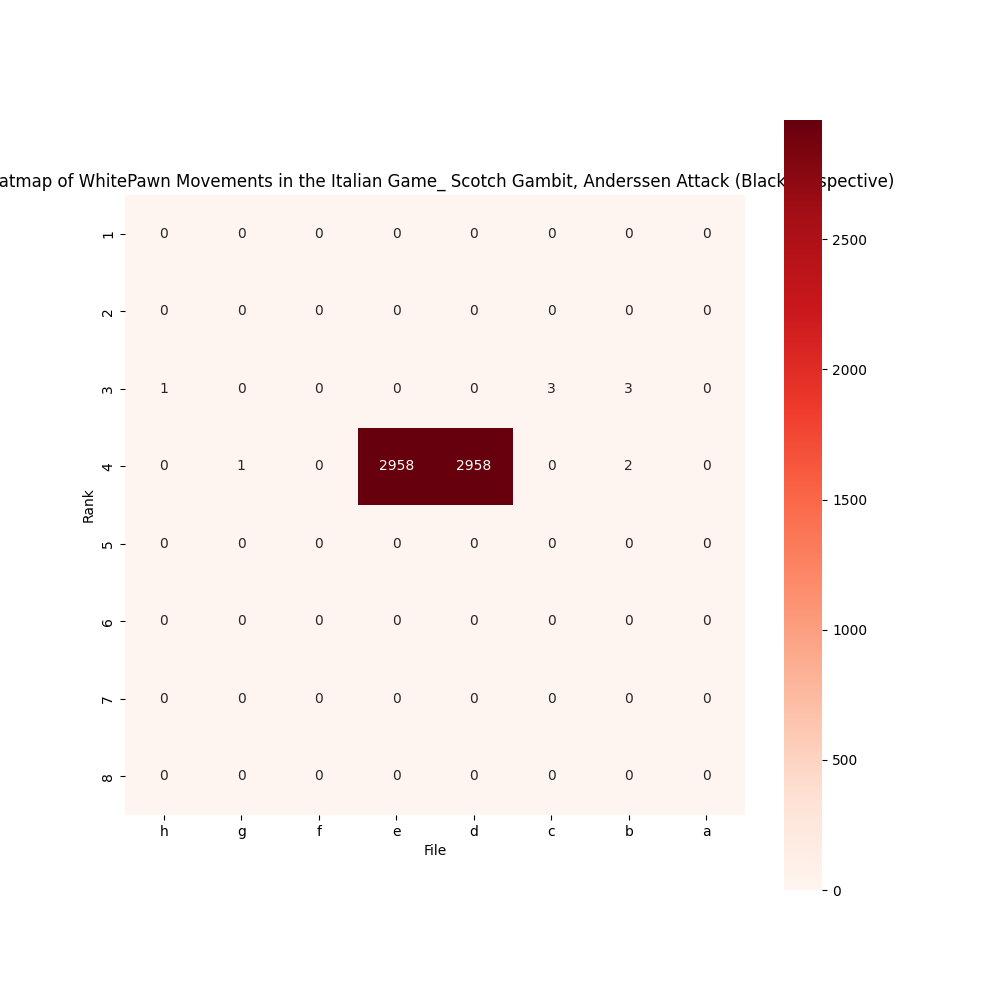 atmap of WhitePawn Movements in the Italian Game_ Scotch Gambit, Anderssen Attack (Black spective)
1 0 0 0 0 0 0 0 0
2 0 0 0 0 0 0 0 0
3 1 0 0 0 0 3 3 0
4 0 1 0 2958 2958 0 2 0
5 0 0 0 0 0 0 0 0
6 0 0 0 0 0 0 0 0
7 0 0 0 0 0 0 0 0
8 0 0 0 0 0 0 0 0
h g f e d c b a
File
Rank
2500
2000
1500
1000
500
0